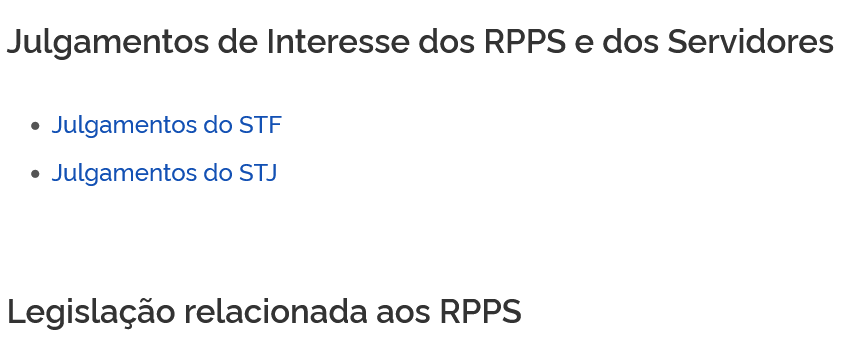 Julgamentos de Interesse dos RPPS e dos Servidores
Julgamentos do STF
Julgamentos do STJ
Legislação relacionada aos RPPS